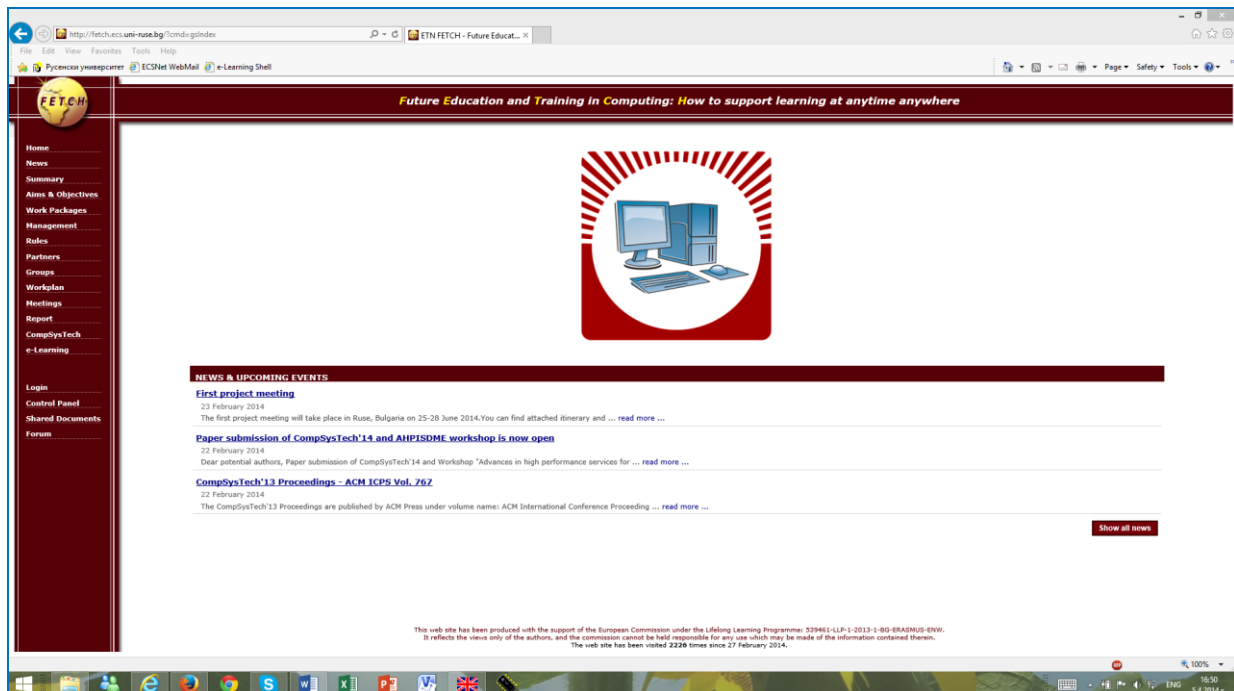 http://fetch.ecs.uni-ruse.bg/?cmd=gsIndex
ETN FETCH - Future Educat...
File Edit View Favorites Tools Help
Русенски университет ECSNet WebMail e-Learning Shell
Page Safety Tools
FETCH
Future Education and Training in Computing: How to support learning at anytime anywhere
Home
News
Summary
Aims & Objectives
Work Packages
Management
Rules
Partners
Groups
Workplan
Meetings
Report
CompSysTech
e-Learning
Login
Control Panel
Shared Documents
Forum
NEWS & UPCOMING EVENTS
First project meeting
23 February 2014
The first project meeting will take place in Ruse, Bulgaria on 25-28 June 2014.You can find attached itinerary and ... read more ...
Paper submission of CompSysTech'14 and AHPISDME workshop is now open
22 February 2014
Dear potential authors, Paper submission of CompSysTech'14 and Workshop "Advances in high performance services for ... read more ...
CompSysTech'13 Proceedings - ACM ICPS Vol. 767
22 February 2014
The CompSysTech'13 Proceedings are published by ACM Press under volume name: ACM International Conference Proceeding ... read more ...
Show all news
This web site has been produced with the support of the European Commission under the Lifelong Learning Programme: 539461-LLP-1-2013-1-BG-ERASMUS-ENW.
It reflects the views only of the authors, and the commission cannot be held responsible for any use which may be made of the information contained therein.
The web site has been visited 2226 times since 27 February 2014.
100%
ENG
16:50
5.4.2014 г.